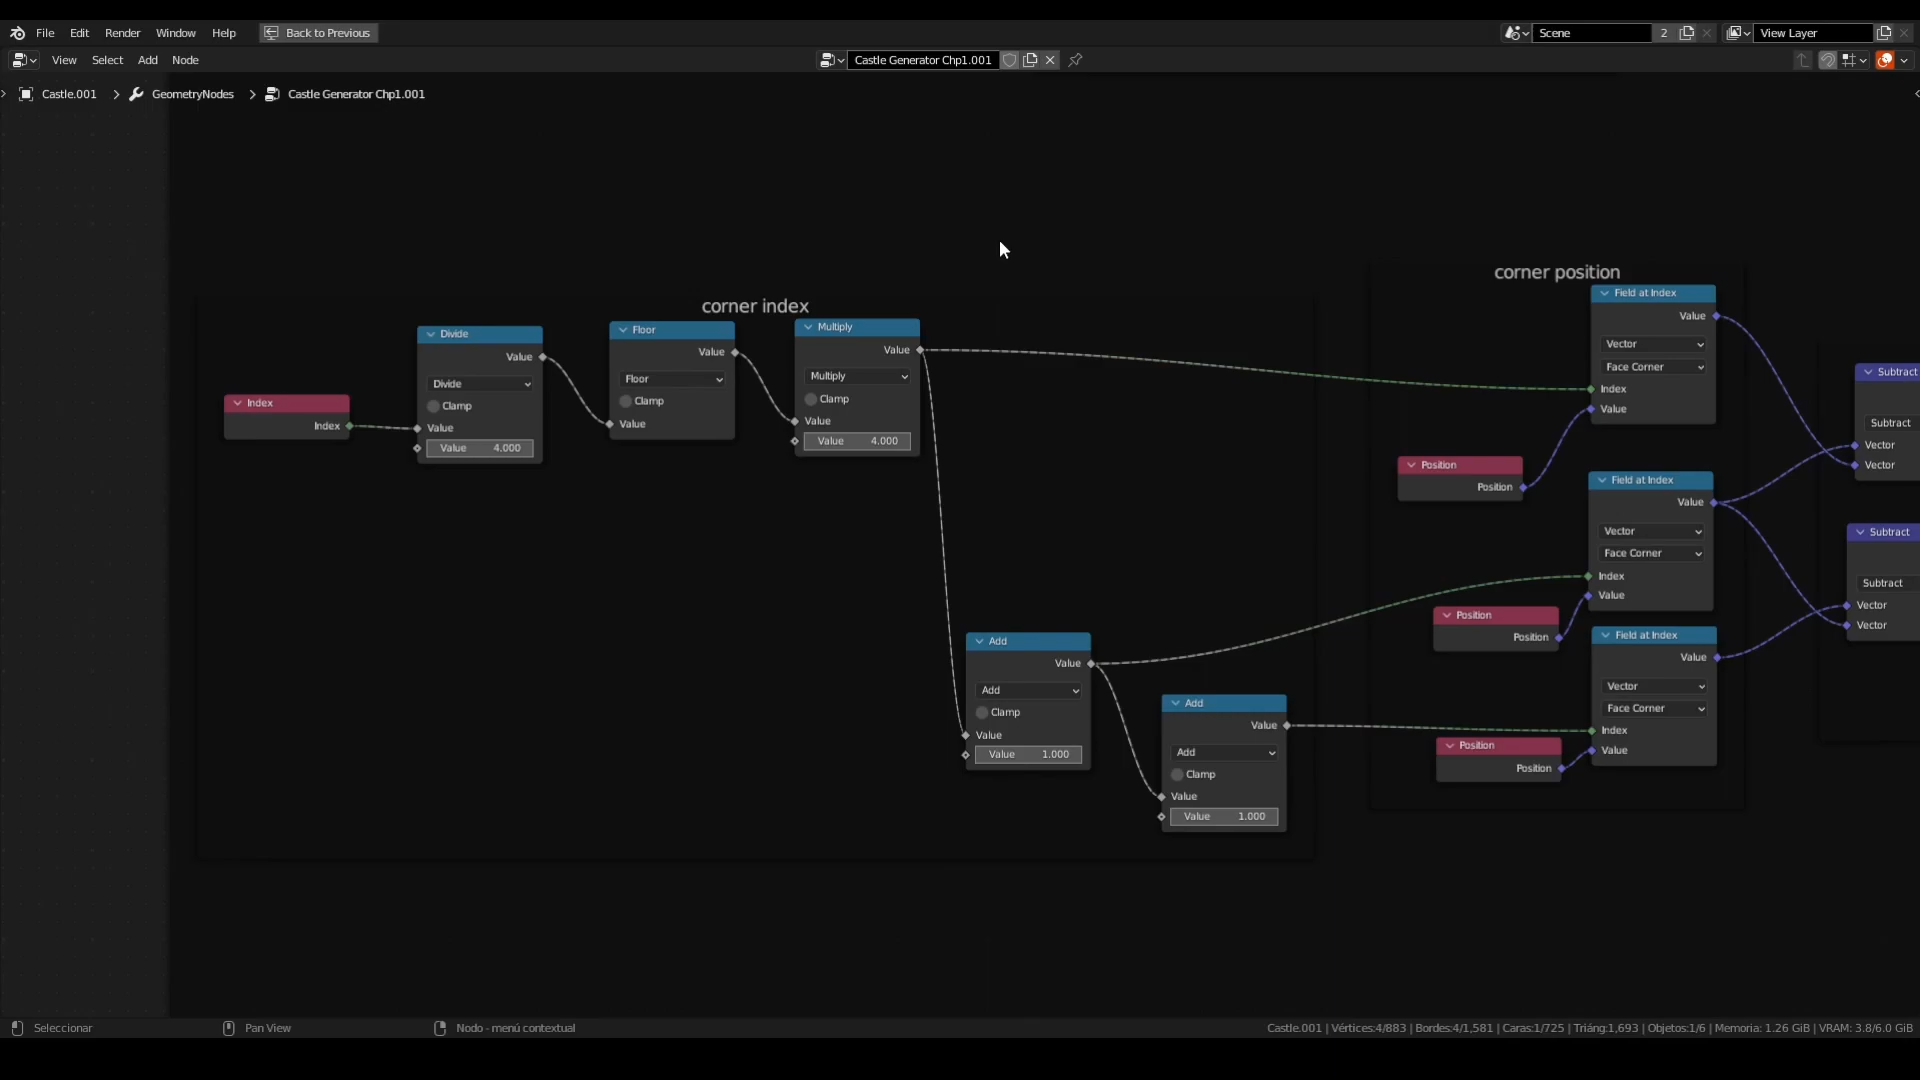 File Edit Render Window Help Back to Previous Scene 2 View Layer
View Select Add Node Castle Generator Chp1.001
Castle.001 GeometryNodes Castle Generator Chp1.001
corner index
Index
Index
Divide
Value
Divide
Clamp
Value
Value 4.000
Floor
Value
Floor
Clamp
Value
Multiply
Value
Multiply
Clamp
Value
Value 4.000
Add
Value
Add
Clamp
Value
Value 1.000
Add
Value
Add
Clamp
Value
Value 1.000
corner position
Field at Index
Value
Vector
Face Corner
Index
Value
Position
Position
Field at Index
Value
Vector
Face Corner
Index
Value
Position
Position
Field at Index
Value
Vector
Face Corner
Index
Value
Position
Position
Subtract
Subtract
Vector
Vector
Subtract
Subtract
Vector
Vector
Seleccionar Pan View Nodo - menú contextual Castle.001 | Vértices:4/883 | Bordes:4/1,581 | Caras:1/725 | Triáng:1,693 | Objetos:1/6 | Memoria: 1.26 GiB | VRAM: 3.8/6.0 GiB